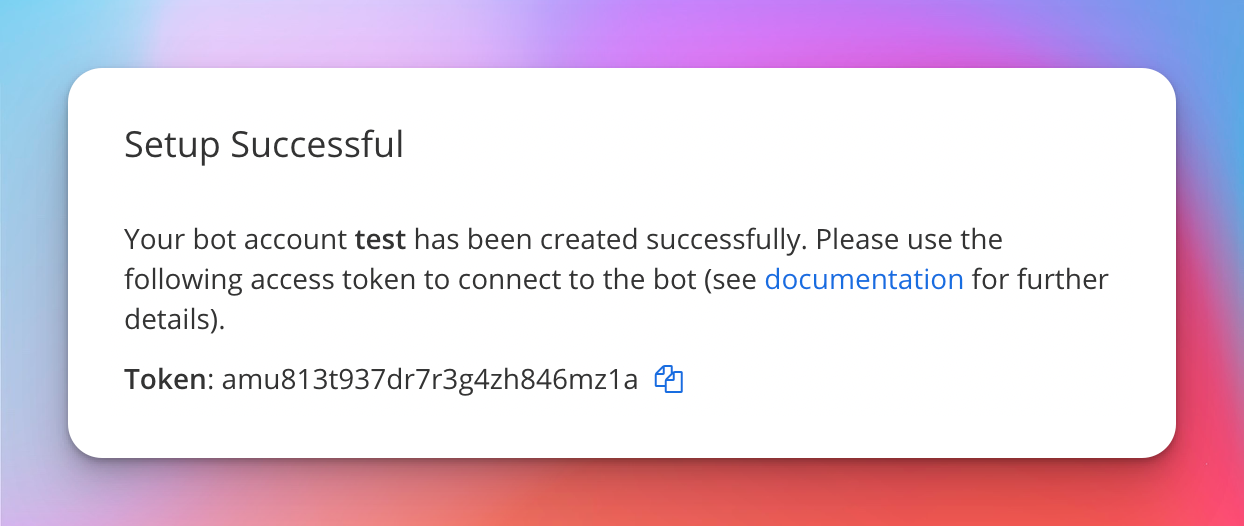 Setup Successful
Your bot account test has been created successfully. Please use the
following access token to connect to the bot (see documentation for further
details).
Token: amu813t937dr7r3g4zh846mz1a